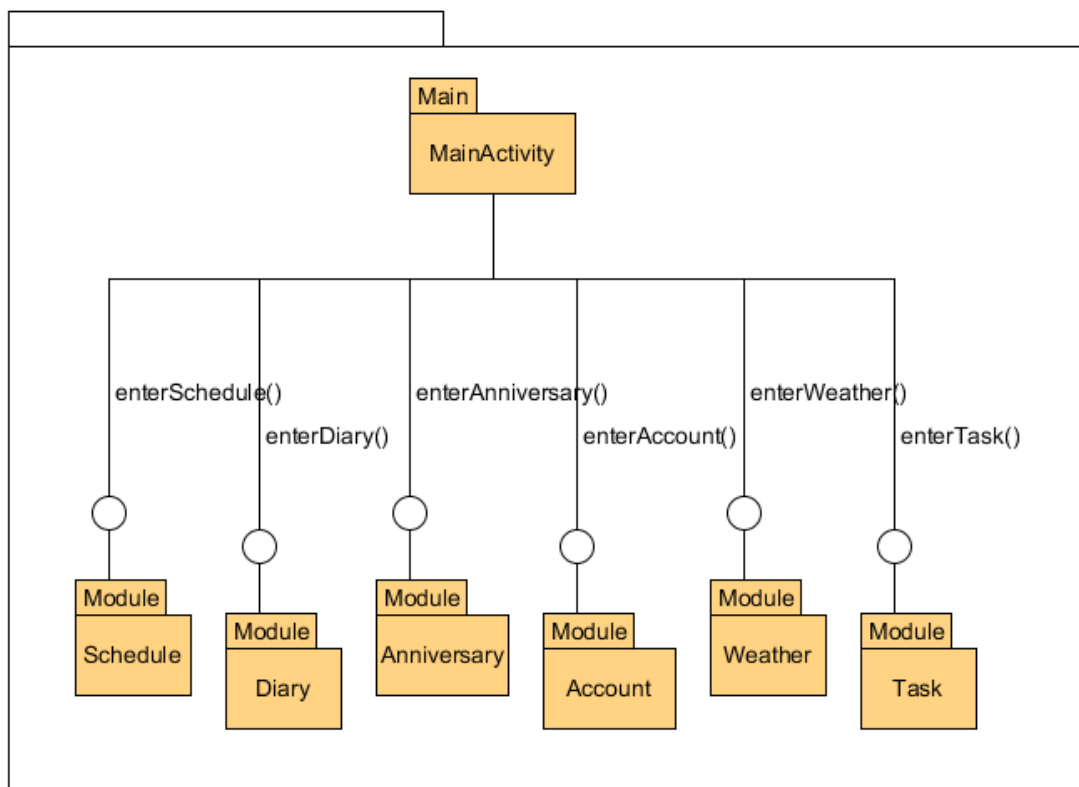 Main
MainActivity
enterSchedule()
enterAnniversary()
enterWeather()
enterDiary()
enterAccount()
enterTask()
Module
Module
Module
Module
Module
Module
Schedule
Anniversary
Weather
Diary
Account
Task